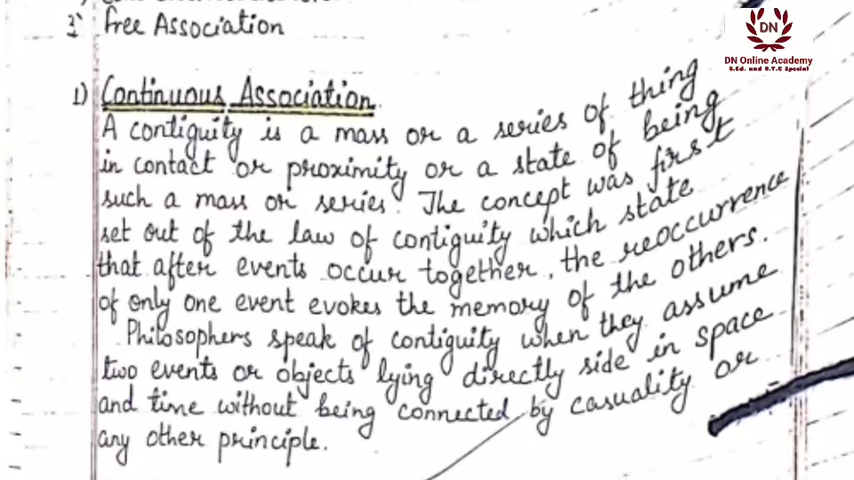 3) Free Association
DN
DN Online Academy
B.Ed. and B.T.C Special
1) Continuous Association
A contiguity is a mass or a series of thing
in contact or proximity or a state of being
such a mass or series. The concept was first
set out of the law of contiguity which state
that after events occur together, the reoccurrence
of only one event evokes the memory of the others.
Philosophers speak of contiguity when they assume
two events or objects lying directly side in space
and time without being connected by casuality or
any other principle.